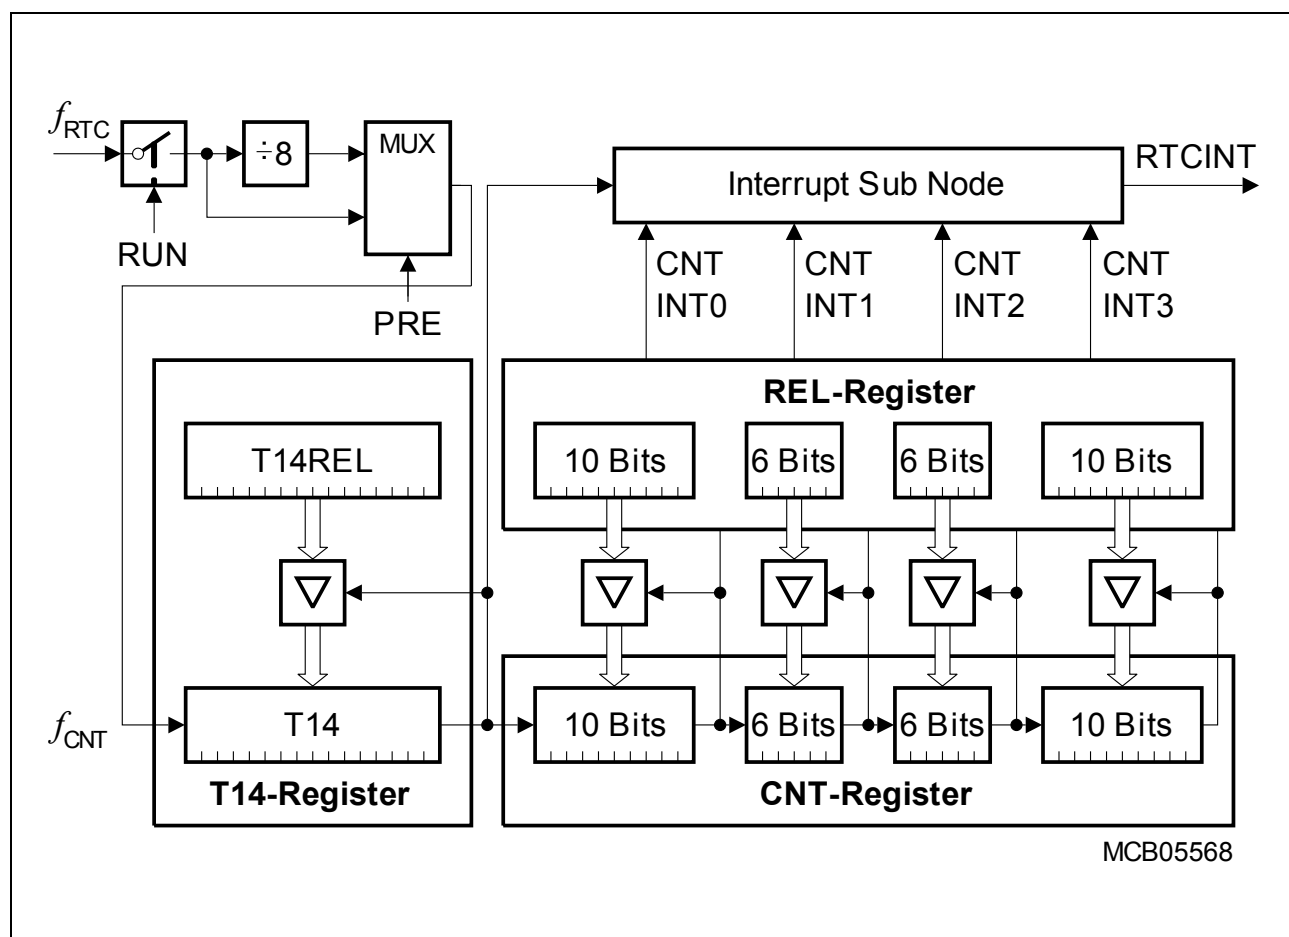 fRTC
÷8
MUX
RUN
PRE
Interrupt Sub Node
RTCINT
CNT
INT0
CNT
INT1
CNT
INT2
CNT
INT3
REL-Register
T14REL
10 Bits
6 Bits
6 Bits
10 Bits
fCNT
T14
10 Bits
6 Bits
6 Bits
10 Bits
T14-Register
CNT-Register
MCB05568